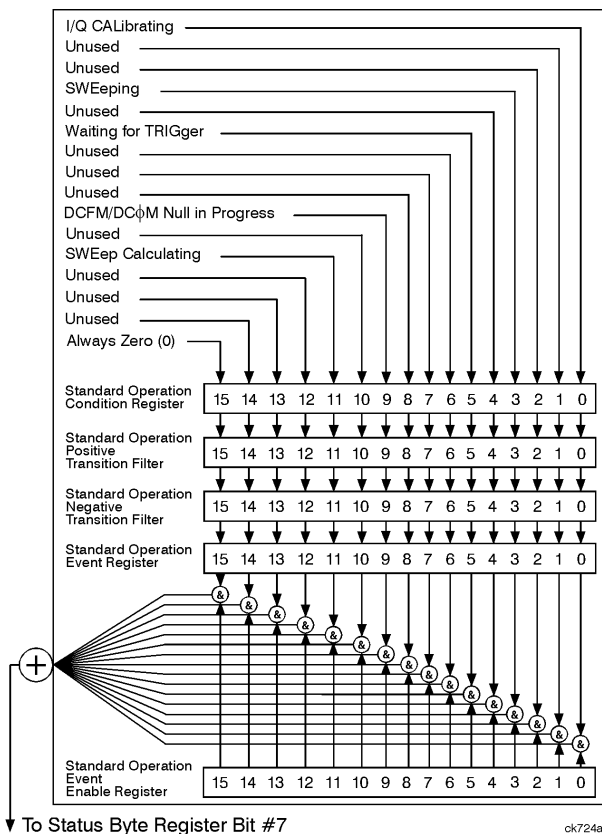 I/Q CALibrating
Unused
Unused
SWEeping
Unused
Waiting for TRIGger
Unused
Unused
Unused
DCFM/DCϕM Null in Progress
Unused
SWEep Calculating
Unused
Unused
Unused
Always Zero (0)
Standard Operation
Condition Register
15 14 13 12 11 10 9 8 7 6 5 4 3 2 1 0
Standard Operation
Positive
Transition Filter
15 14 13 12 11 10 9 8 7 6 5 4 3 2 1 0
Standard Operation
Negative
Transition Filter
15 14 13 12 11 10 9 8 7 6 5 4 3 2 1 0
Standard Operation
Event Register
15 14 13 12 11 10 9 8 7 6 5 4 3 2 1 0
& & & & & & & & & & & & & & & &
+
Standard Operation
Event
Enable Register
15 14 13 12 11 10 9 8 7 6 5 4 3 2 1 0
To Status Byte Register Bit #7
ck724a